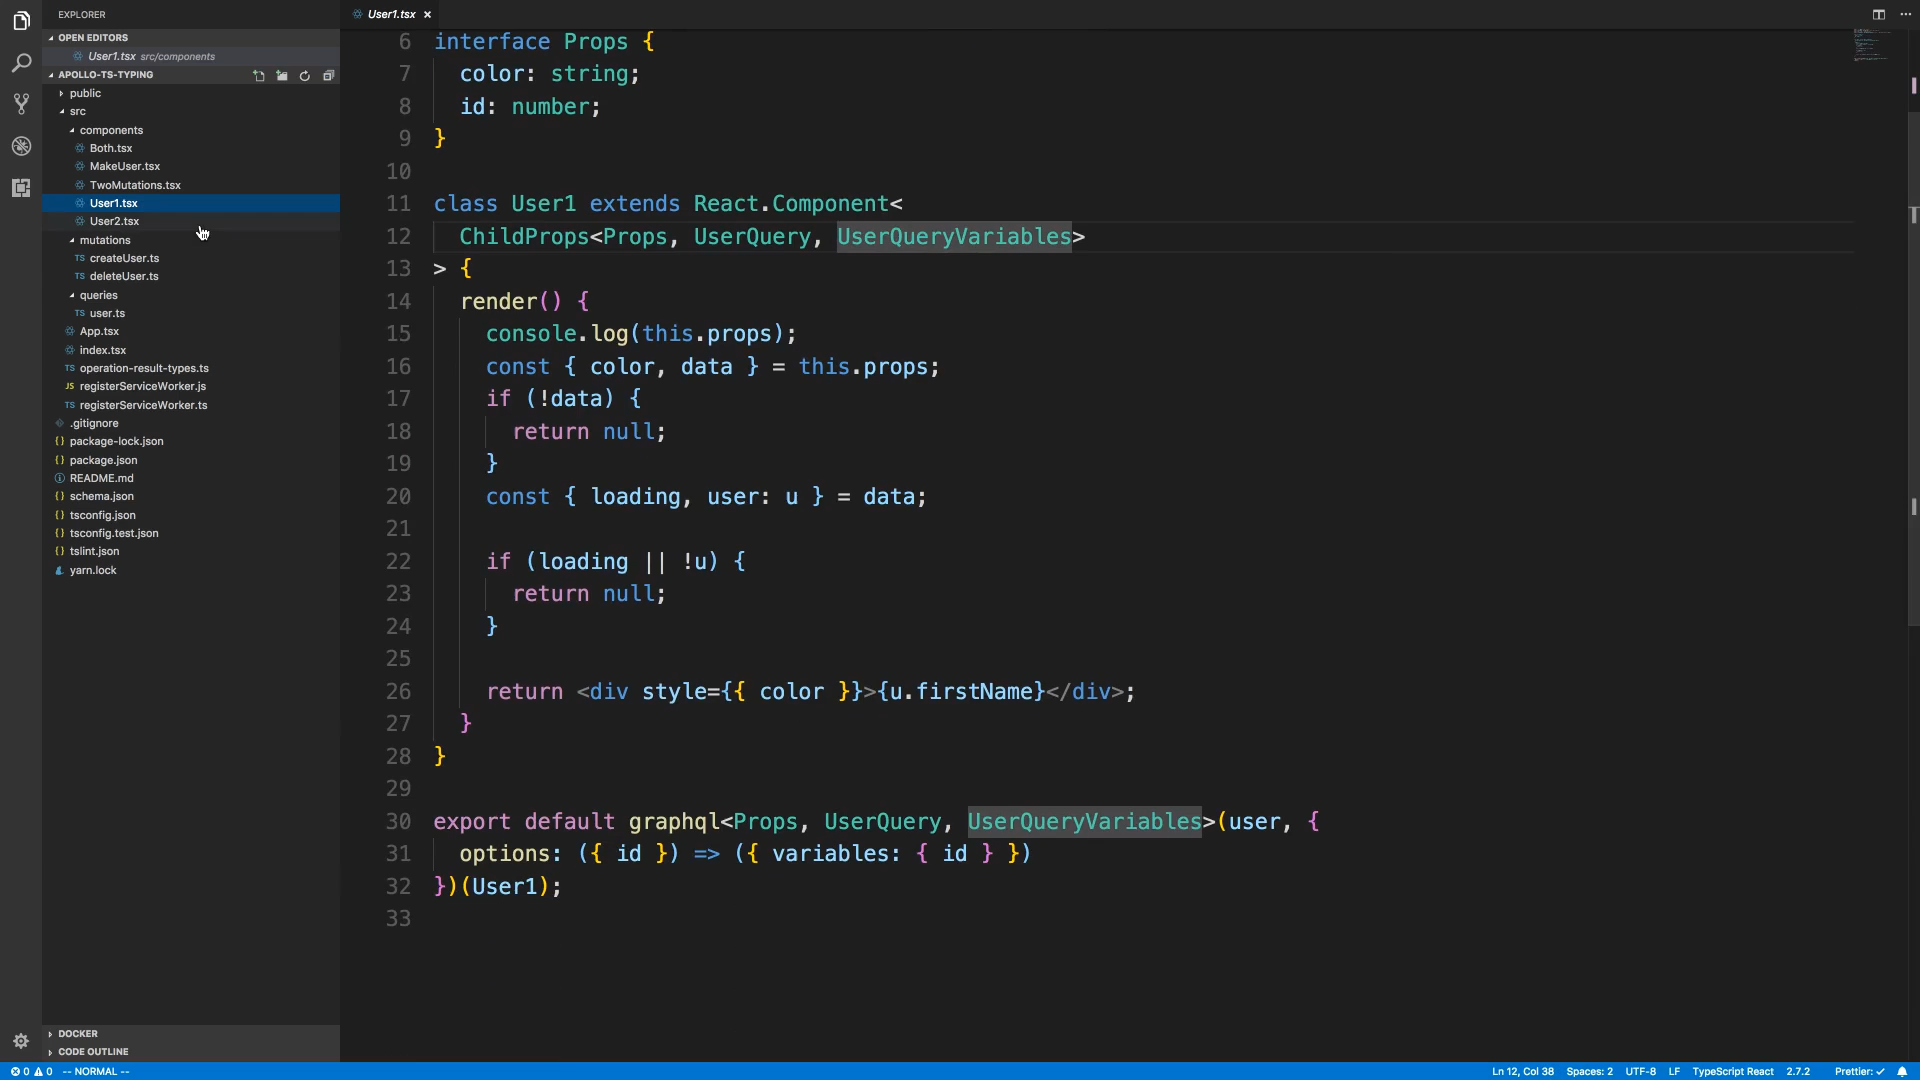 EXPLORER
OPEN EDITORS
User1.tsx src/components
APOLLO-TS-TYPING
public
src
components
Both.tsx
MakeUser.tsx
TwoMutations.tsx
User1.tsx
User2.tsx
mutations
TS createUser.ts
TS deleteUser.ts
queries
TS user.ts
App.tsx
index.tsx
TS operation-result-types.ts
JS registerServiceWorker.js
TS registerServiceWorker.ts
.gitignore
{} package-lock.json
{} package.json
README.md
{} schema.json
{} tsconfig.json
{} tsconfig.test.json
{} tslint.json
yarn.lock
DOCKER
CODE OUTLINE
User1.tsx ×
6 interface Props {
7 color: string;
8 id: number;
9 }
10
11 class User1 extends React.Component<
12 ChildProps<Props, UserQuery, UserQueryVariables>
13 > {
14 render() {
15 console.log(this.props);
16 const { color, data } = this.props;
17 if (!data) {
18 return null;
19 }
20 const { loading, user: u } = data;
21
22 if (loading || !u) {
23 return null;
24 }
25
26 return <div style={{ color }}>{u.firstName}</div>;
27 }
28 }
29
30 export default graphql<Props, UserQuery, UserQueryVariables>(user, {
31 options: ({ id }) => ({ variables: { id } })
32 })(User1);
33
0 0 -- NORMAL --
Ln 12, Col 38 Spaces: 2 UTF-8 LF TypeScript React 2.7.2 Prettier: ✓